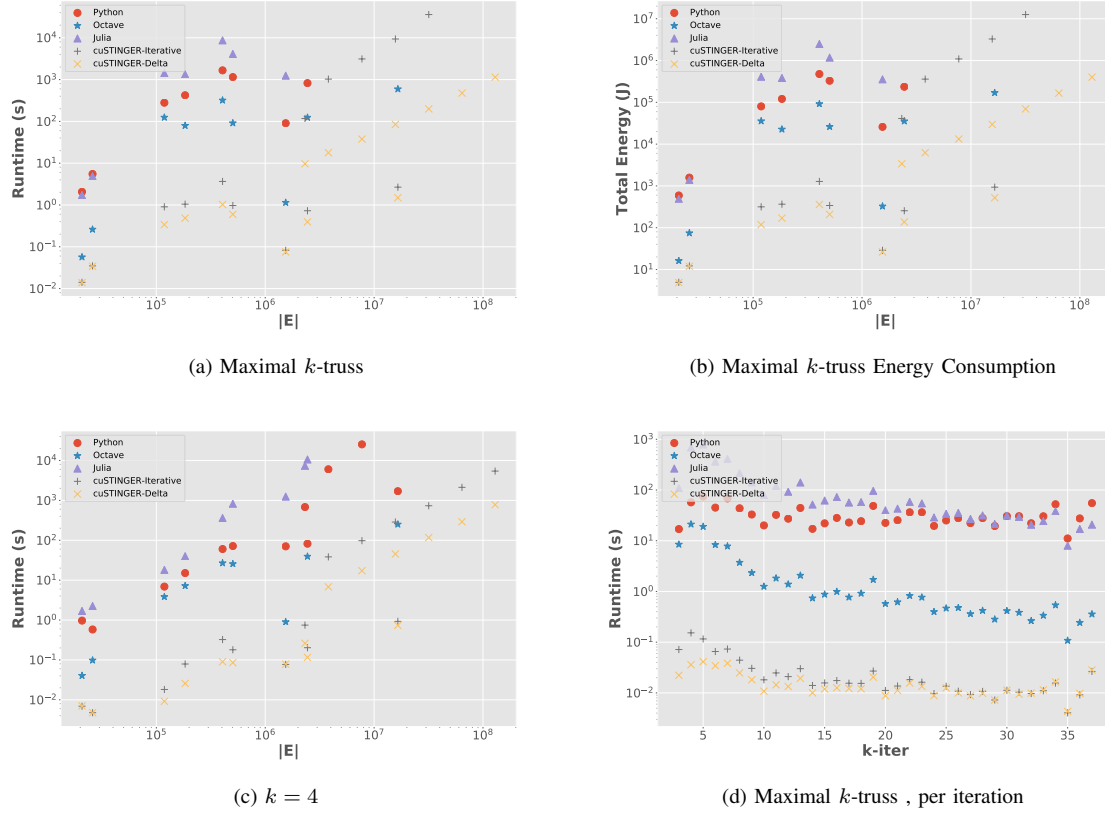 Python
Octave
Julia
cuSTINGER-Iterative
cuSTINGER-Delta
Runtime (s)
10^4
10^3
10^2
10^1
10^0
10^-1
10^-2
10^5 10^6 10^7 10^8
|E|
(a) Maximal k-truss
Python
Octave
Julia
cuSTINGER-Iterative
cuSTINGER-Delta
Total Energy (J)
10^7
10^6
10^5
10^4
10^3
10^2
10^1
10^5 10^6 10^7 10^8
|E|
(b) Maximal k-truss Energy Consumption
Python
Octave
Julia
cuSTINGER-Iterative
cuSTINGER-Delta
Runtime (s)
10^4
10^3
10^2
10^1
10^0
10^-1
10^-2
10^5 10^6 10^7 10^8
|E|
(c) k = 4
Python
Octave
Julia
cuSTINGER-Iterative
cuSTINGER-Delta
Runtime (s)
10^3
10^2
10^1
10^0
10^-1
10^-2
5 10 15 20 25 30 35
k-iter
(d) Maximal k-truss , per iteration